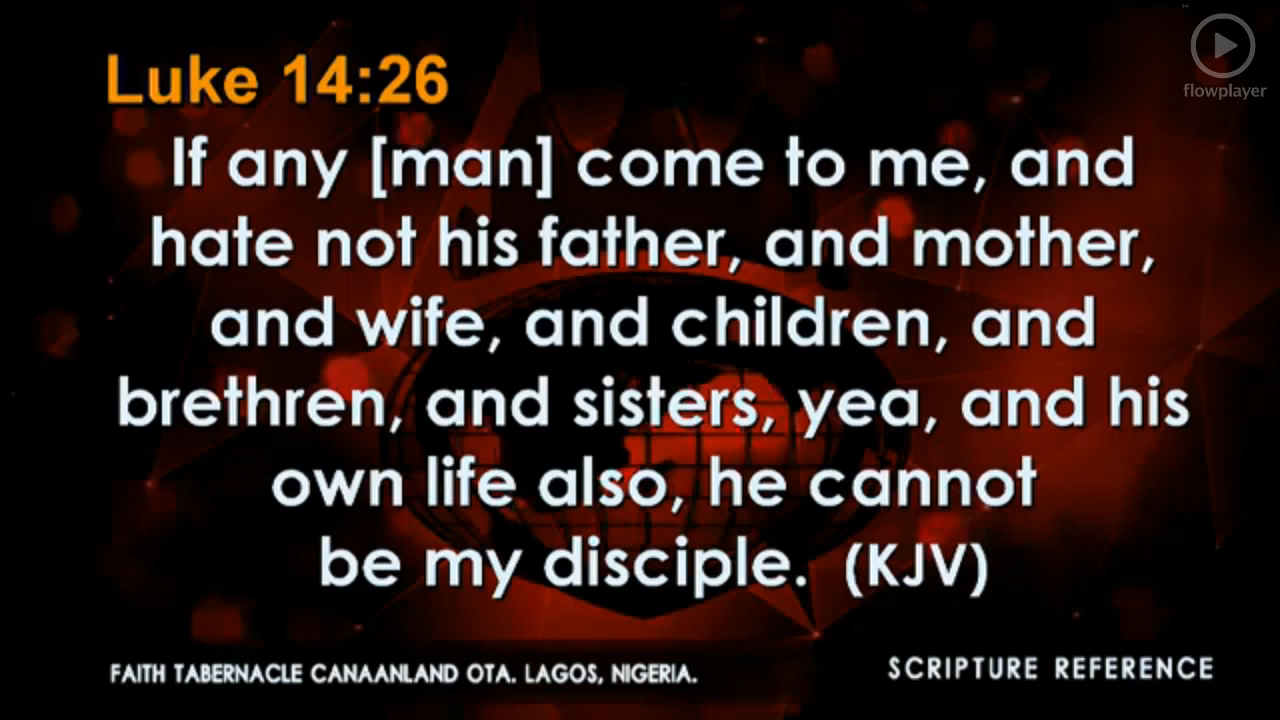 Luke 14:26
flowplayer
If any [man] come to me, and
hate not his father, and mother,
and wife, and children, and
brethren, and sisters, yea, and his
own life also, he cannot
be my disciple. (KJV)
FAITH TABERNACLE CANAANLAND OTA. LAGOS, NIGERIA.
SCRIPTURE REFERENCE